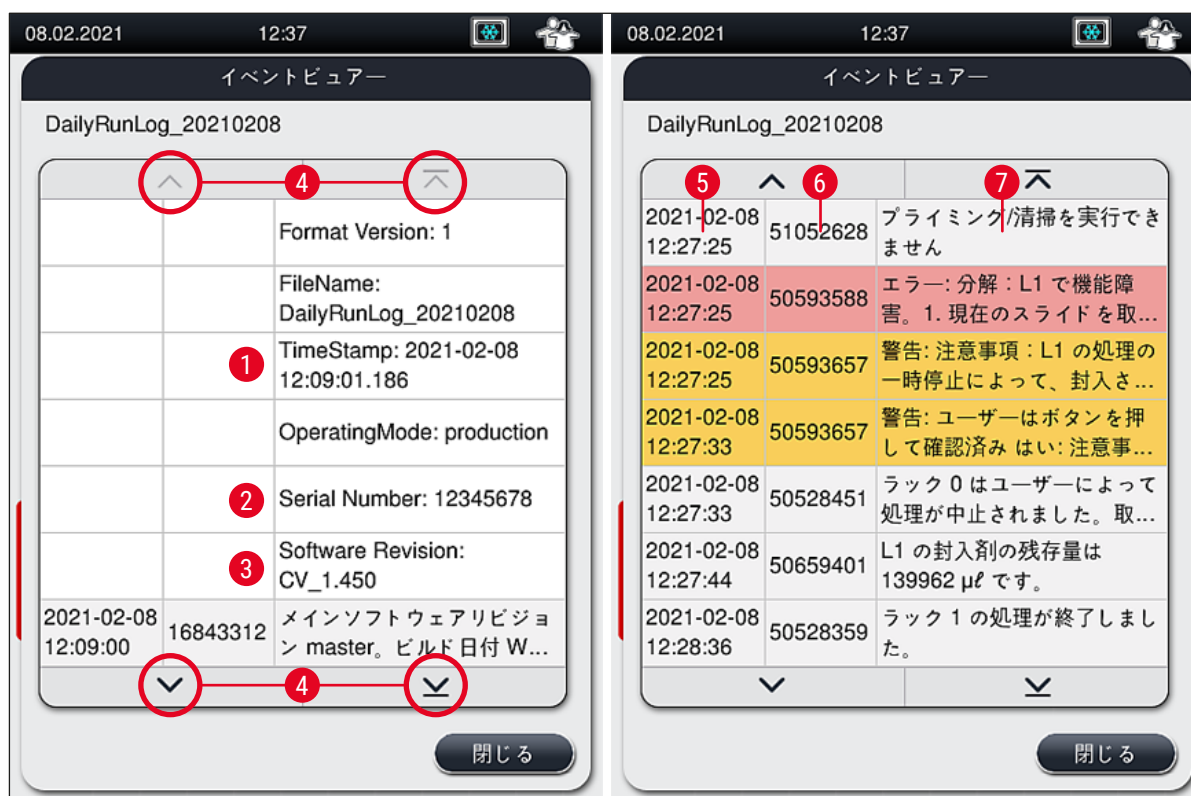 08.02.2021 12:37
イベントビュアー
DailyRunLog_20210208
4
Format Version: 1
FileName:
DailyRunLog_20210208
1
TimeStamp: 2021-02-08
12:09:01.186
OperatingMode: production
2
Serial Number: 12345678
3
Software Revision:
CV_1.450
2021-02-08
12:09:00
16843312
メインソフトウェアリビジョ
ン master。ビルド日付 W...
4
閉じる
08.02.2021 12:37
イベントビュアー
DailyRunLog_20210208
5 6 7
2021-02-08
12:27:25
51052628
プライミング/清掃を実行でき
ません
2021-02-08
12:27:25
50593588
エラー: 分解：L1 で機能障
害。1. 現在のスライドを取...
2021-02-08
12:27:25
50593657
警告: 注意事項：L1 の処理の
一時停止によって、封入さ...
2021-02-08
12:27:33
50593657
警告: ユーザーはボタンを押
して確認済み はい: 注意事...
2021-02-08
12:27:33
50528451
ラック 0 はユーザーによって
処理が中止されました。取...
2021-02-08
12:27:44
50659401
L1 の封入剤の残存量は
139962 µℓ です。
2021-02-08
12:28:36
50528359
ラック 1 の処理が終了しまし
た。
閉じる